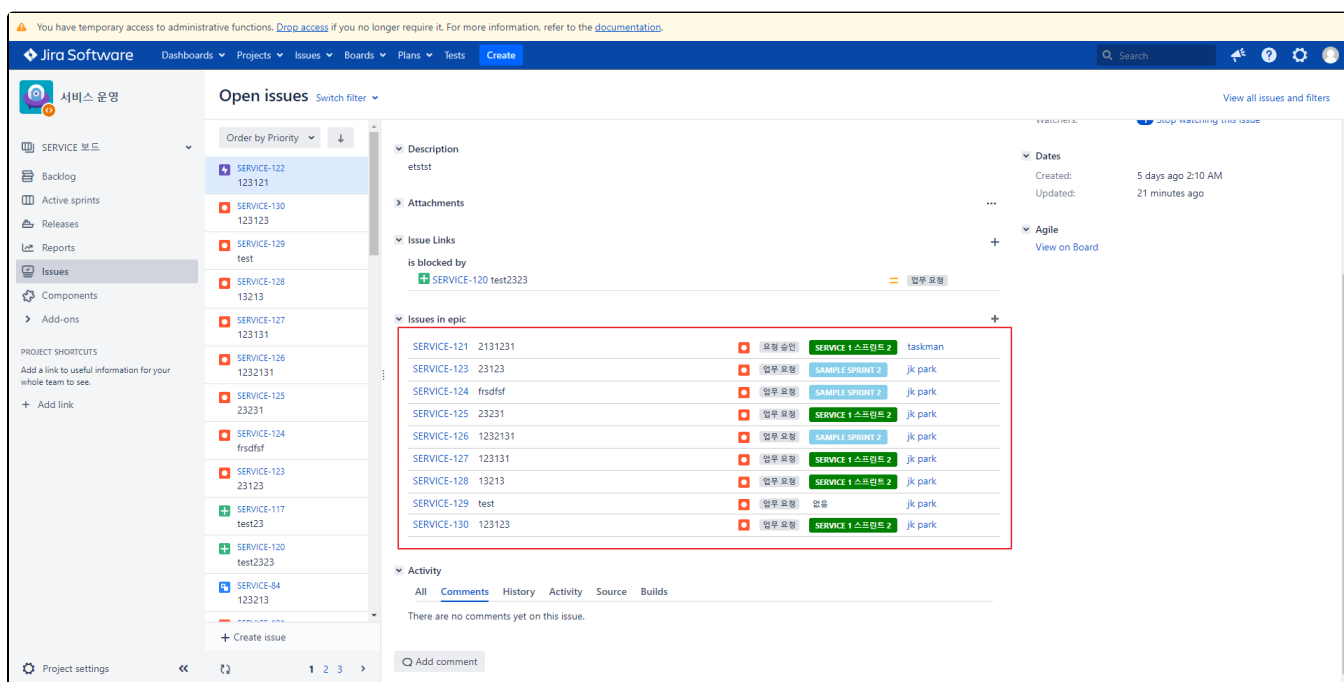 You have temporary access to administrative functions. Drop access if you no longer require it. For more information, refer to the documentation.
Jira Software Dashboards Projects Issues Boards Plans Tests Create Search
서비스 운영
SERVICE 보드
Backlog
Active sprints
Releases
Reports
Issues
Components
Add-ons
PROJECT SHORTCUTS
Add a link to useful information for your
whole team to see.
+ Add link
Project settings
Open issues Switch filter
View all issues and filters
Order by Priority
SERVICE-122
123121
SERVICE-130
123123
SERVICE-129
test
SERVICE-128
13213
SERVICE-127
123131
SERVICE-126
1232131
SERVICE-125
23231
SERVICE-124
frsdfsf
SERVICE-123
23123
SERVICE-117
test23
SERVICE-120
test2323
SERVICE-84
123213
+ Create issue
1 2 3
Description
etstst
Attachments
Issue Links
is blocked by
SERVICE-120 test2323 업무 요청
Issues in epic
SERVICE-121 2131231 요청 승인 SERVICE 1 스프린트 2 taskman
SERVICE-123 23123 업무 요청 SAMPLE SPRINT 2 jk park
SERVICE-124 frsdfsf 업무 요청 SAMPLE SPRINT 2 jk park
SERVICE-125 23231 업무 요청 SERVICE 1 스프린트 2 jk park
SERVICE-126 1232131 업무 요청 SAMPLE SPRINT 2 jk park
SERVICE-127 123131 업무 요청 SERVICE 1 스프린트 2 jk park
SERVICE-128 13213 업무 요청 SERVICE 1 스프린트 2 jk park
SERVICE-129 test 업무 요청 없음 jk park
SERVICE-130 123123 업무 요청 SERVICE 1 스프린트 2 jk park
Activity
All Comments History Activity Source Builds
There are no comments yet on this issue.
Add comment
Watchers: Stop watching this issue
Dates
Created: 5 days ago 2:10 AM
Updated: 21 minutes ago
Agile
View on Board